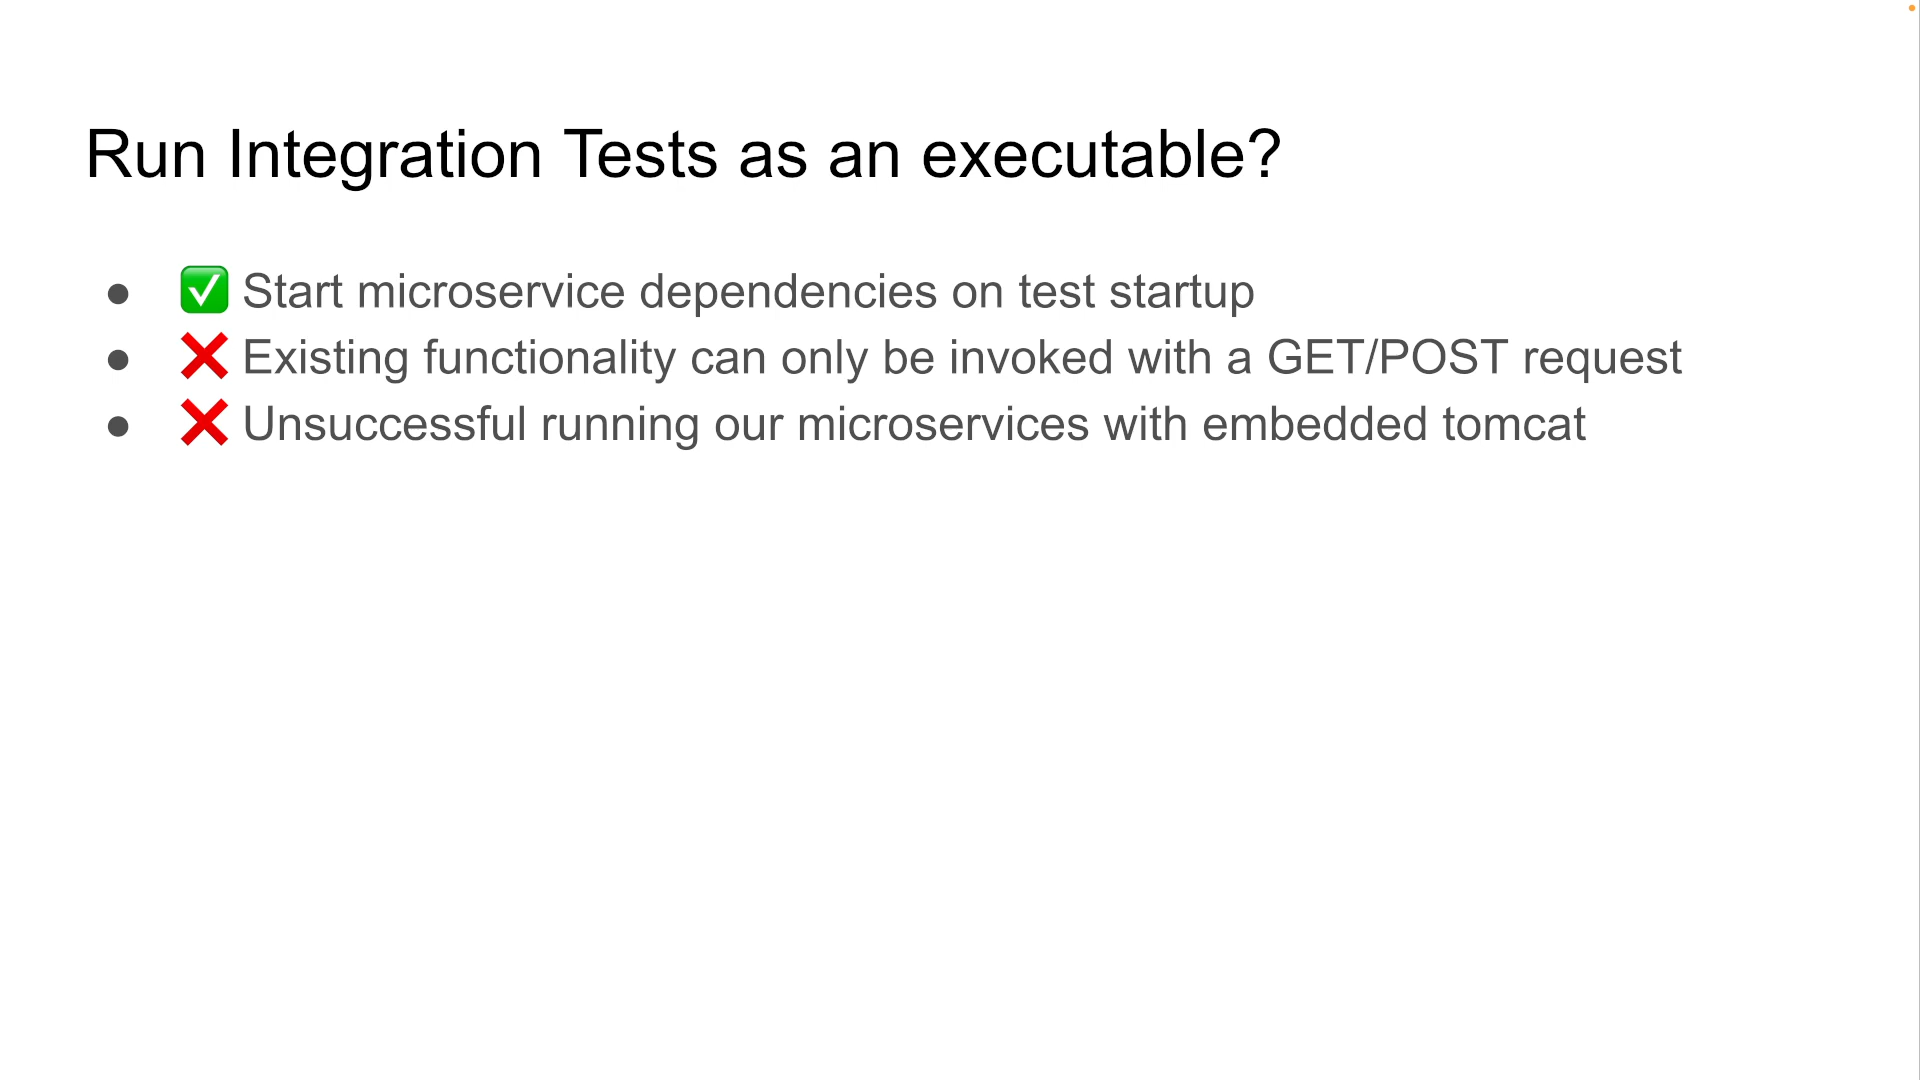 Run Integration Tests as an executable?
● ✅ Start microservice dependencies on test startup
● ❌ Existing functionality can only be invoked with a GET/POST request
● ❌ Unsuccessful running our microservices with embedded tomcat